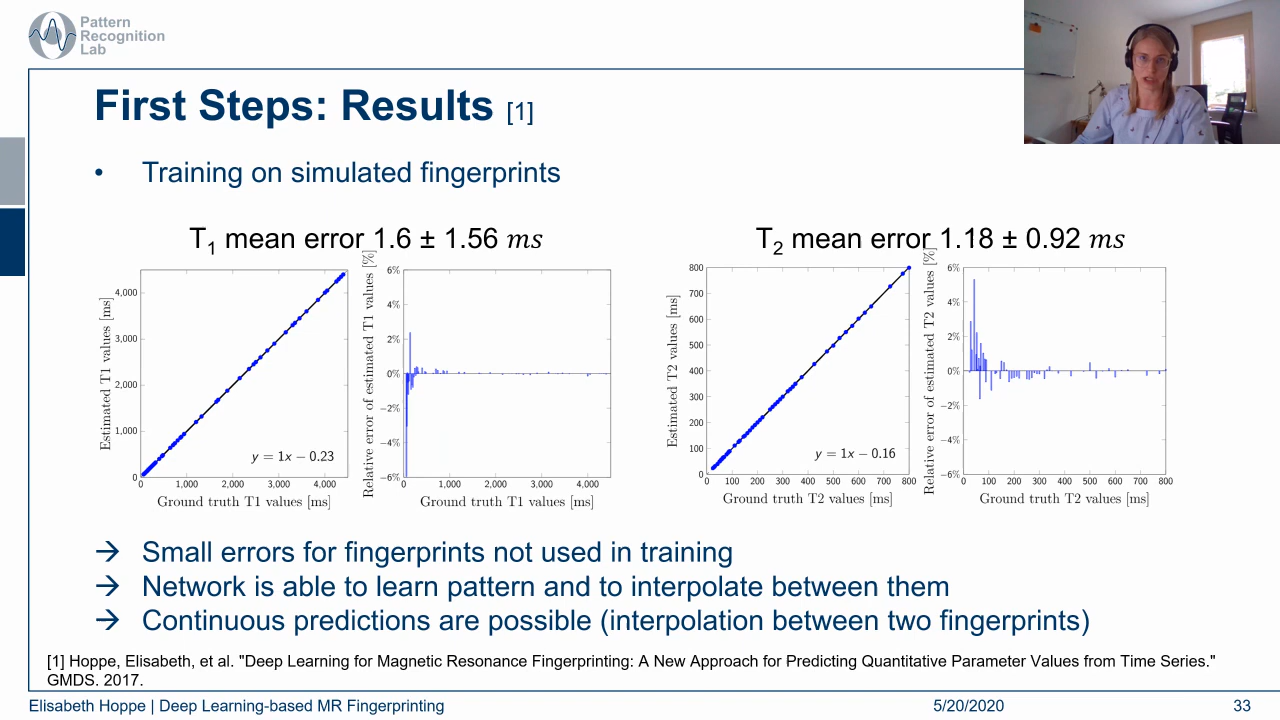 Pattern
Recognition
Lab
First Steps: Results [1]
• Training on simulated fingerprints
T1 mean error 1.6 ± 1.56 ms
T2 mean error 1.18 ± 0.92 ms
Estimated T1 values [ms]
4,000
3,000
2,000
1,000
0
0 1,000 2,000 3,000 4,000
y = 1x − 0.23
Ground truth T1 values [ms]
Relative error of estimated T1 values [%]
6%
4%
2%
0%
−2%
−4%
−6%
0 1,000 2,000 3,000 4,000
Ground truth T1 values [ms]
Estimated T2 values [ms]
800
700
600
500
400
300
200
100
0
0 100 200 300 400 500 600 700 800
y = 1x − 0.16
Ground truth T2 values [ms]
Relative error of estimated T2 values [%]
6%
4%
2%
0%
−2%
−4%
−6%
0 100 200 300 400 500 600 700 800
Ground truth T2 values [ms]
→ Small errors for fingerprints not used in training
→ Network is able to learn pattern and to interpolate between them
→ Continuous predictions are possible (interpolation between two fingerprints)
[1] Hoppe, Elisabeth, et al. "Deep Learning for Magnetic Resonance Fingerprinting: A New Approach for Predicting Quantitative Parameter Values from Time Series."
GMDS. 2017.
Elisabeth Hoppe | Deep Learning-based MR Fingerprinting 5/20/2020 33